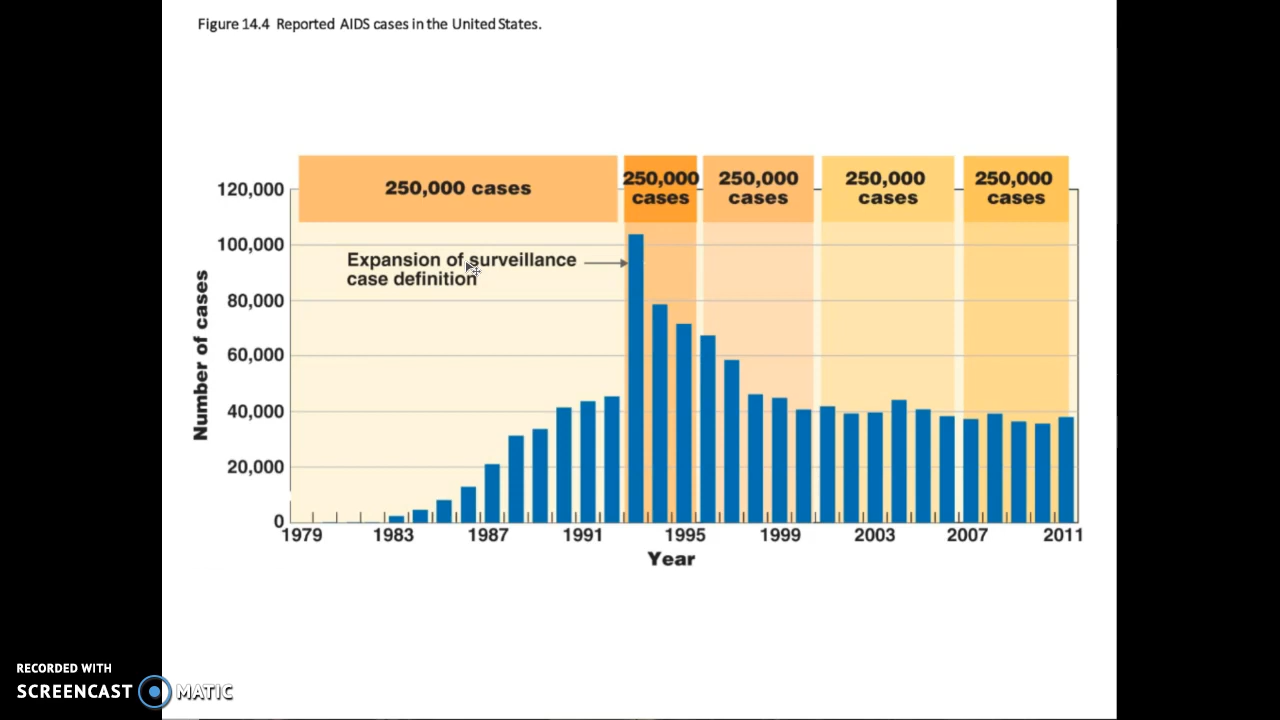 Figure 14.4 Reported AIDS cases in the United States.
250,000 cases
250,000
cases
250,000
cases
250,000
cases
250,000
cases
120,000
100,000
80,000
60,000
40,000
20,000
0
Number of cases
Expansion of surveillance
case definition
1979 1983 1987 1991 1995 1999 2003 2007 2011
Year
RECORDED WITH
SCREENCAST MATIC